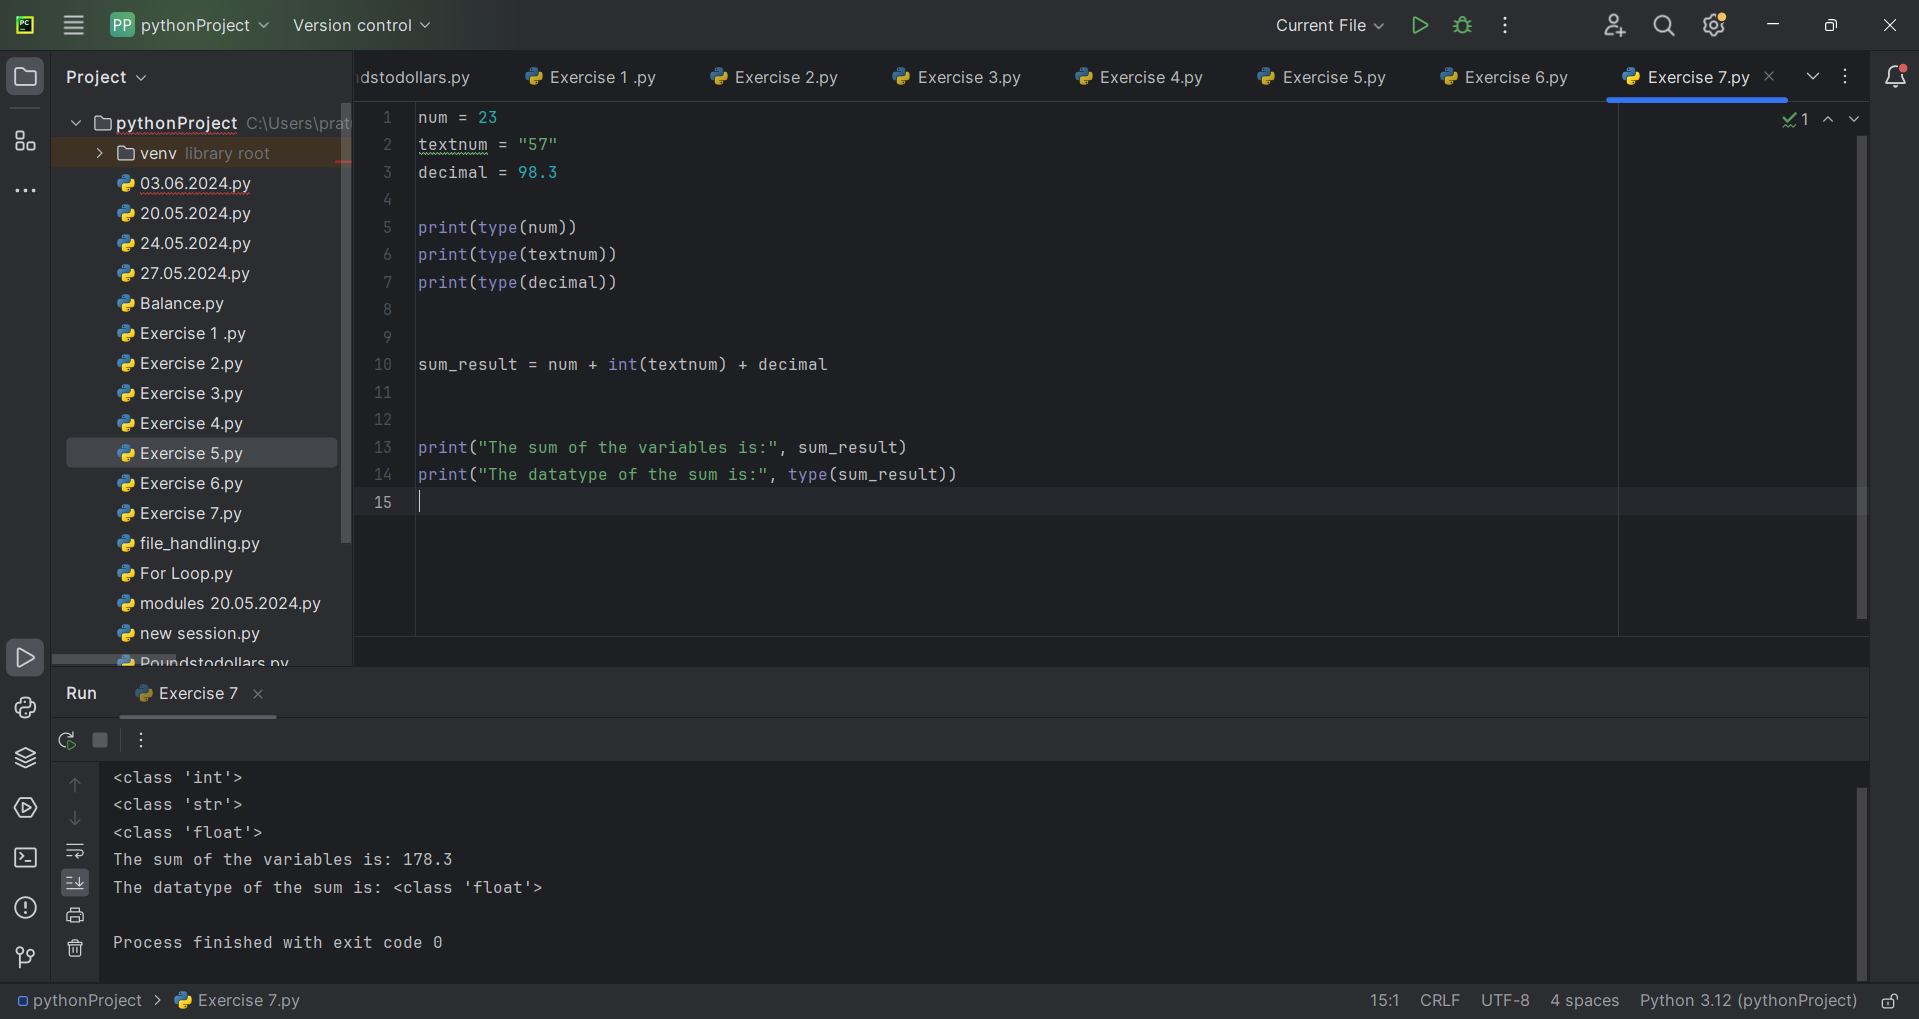 PC
PP pythonProject
Version control
Current File
Project
dstodollars.py
Exercise 1 .py
Exercise 2.py
Exercise 3.py
Exercise 4.py
Exercise 5.py
Exercise 6.py
Exercise 7.py
pythonProject C:\Users\prat
venv library root
03.06.2024.py
20.05.2024.py
24.05.2024.py
27.05.2024.py
Balance.py
Exercise 1 .py
Exercise 2.py
Exercise 3.py
Exercise 4.py
Exercise 5.py
Exercise 6.py
Exercise 7.py
file_handling.py
For Loop.py
modules 20.05.2024.py
new session.py
Poundstodollars.py
1 num = 23
2 textnum = "57"
3 decimal = 98.3
4
5 print(type(num))
6 print(type(textnum))
7 print(type(decimal))
8
9
10 sum_result = num + int(textnum) + decimal
11
12
13 print("The sum of the variables is:", sum_result)
14 print("The datatype of the sum is:", type(sum_result))
15
1
Run
Exercise 7
<class 'int'>
<class 'str'>
<class 'float'>
The sum of the variables is: 178.3
The datatype of the sum is: <class 'float'>
Process finished with exit code 0
pythonProject > Exercise 7.py
15:1 CRLF UTF-8 4 spaces Python 3.12 (pythonProject)